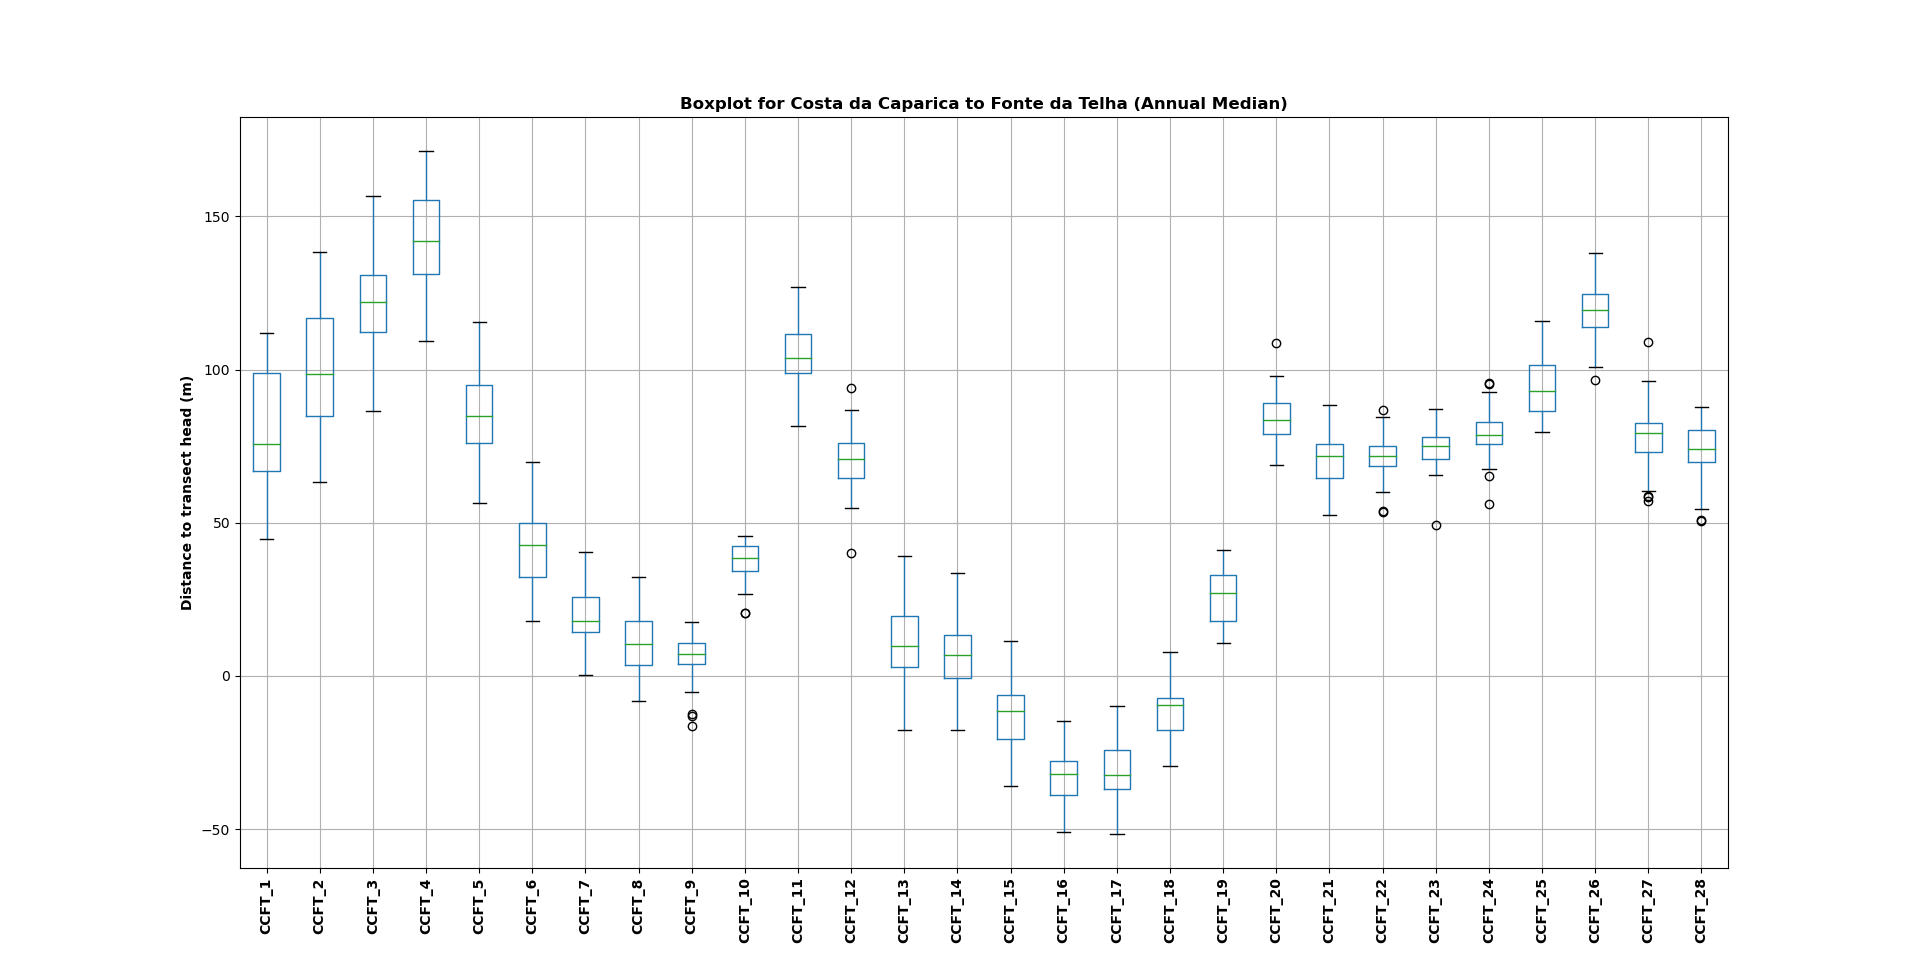 Boxplot for Costa da Caparica to Fonte da Telha (Annual Median)
Distance to transect head (m)
150
100
50
0
−50
CCFT_1
CCFT_2
CCFT_3
CCFT_4
CCFT_5
CCFT_6
CCFT_7
CCFT_8
CCFT_9
CCFT_10
CCFT_11
CCFT_12
CCFT_13
CCFT_14
CCFT_15
CCFT_16
CCFT_17
CCFT_18
CCFT_19
CCFT_20
CCFT_21
CCFT_22
CCFT_23
CCFT_24
CCFT_25
CCFT_26
CCFT_27
CCFT_28